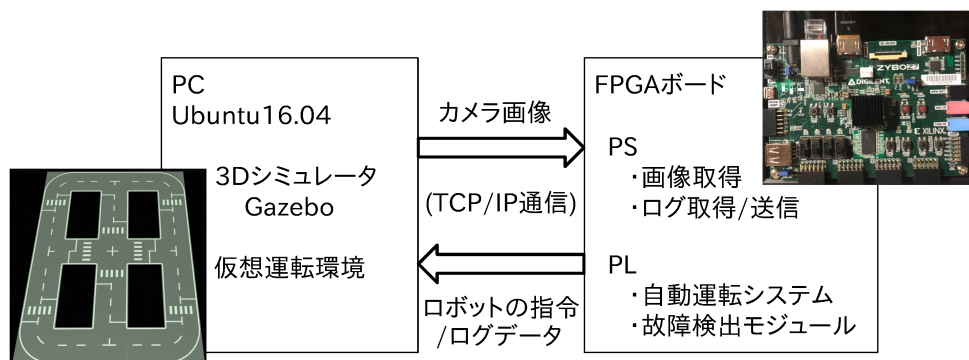 PC
Ubuntu16.04
3Dシミュレータ
Gazebo
仮想運転環境
カメラ画像
(TCP/IP通信)
ロボットの指令
/ログデータ
FPGAボード
PS
・画像取得
・ログ取得/送信
PL
・自動運転システム
・故障検出モジュール
ZYBO Z7
DIGILENT
XILINX